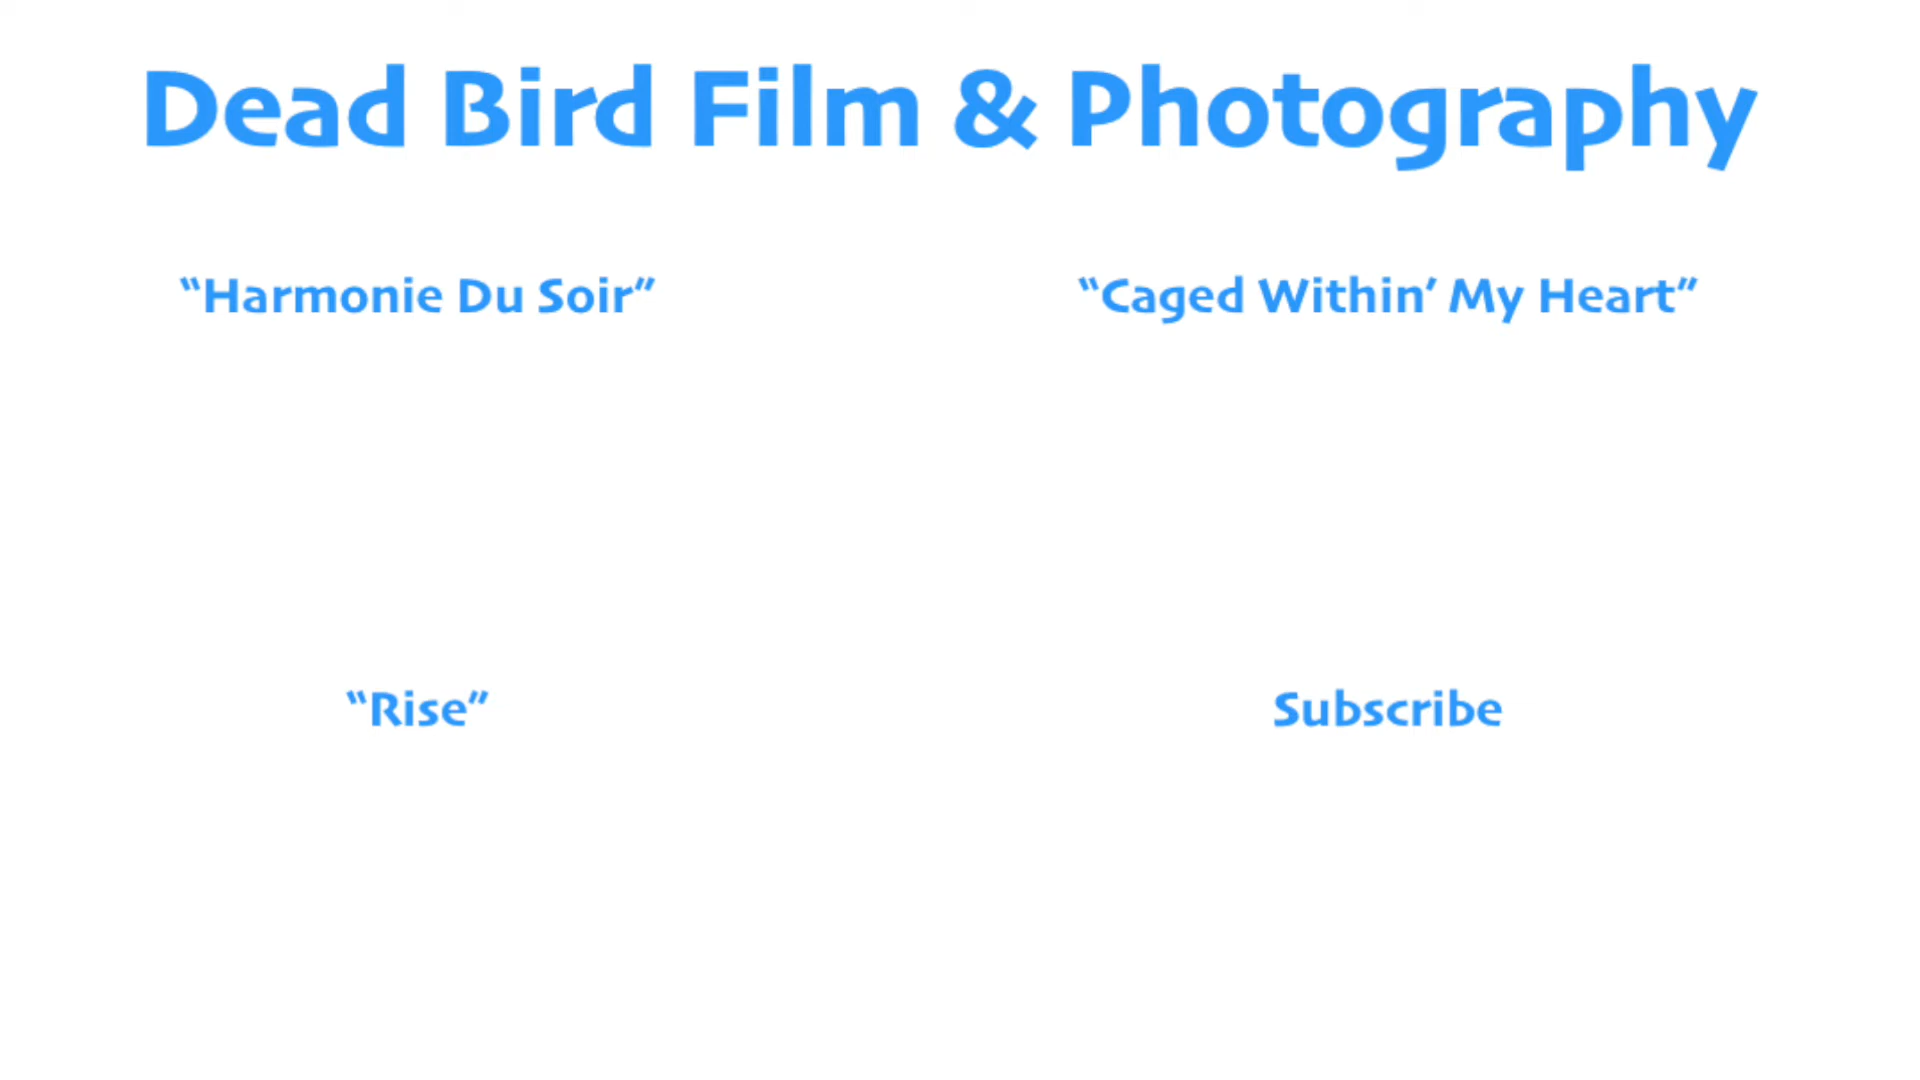 Dead Bird Film & Photography
“Harmonie Du Soir”
“Caged Within’ My Heart”
“Rise”
Subscribe